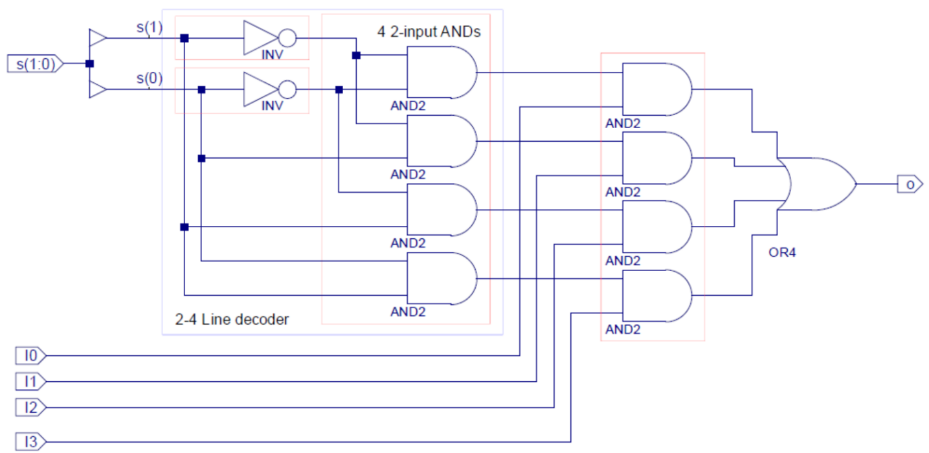 s(1)
4 2-input ANDs
s(1:0)
INV
s(0)
INV
AND2
AND2
AND2
AND2
AND2
AND2
AND2
AND2
o
OR4
2-4 Line decoder
I0
I1
I2
I3